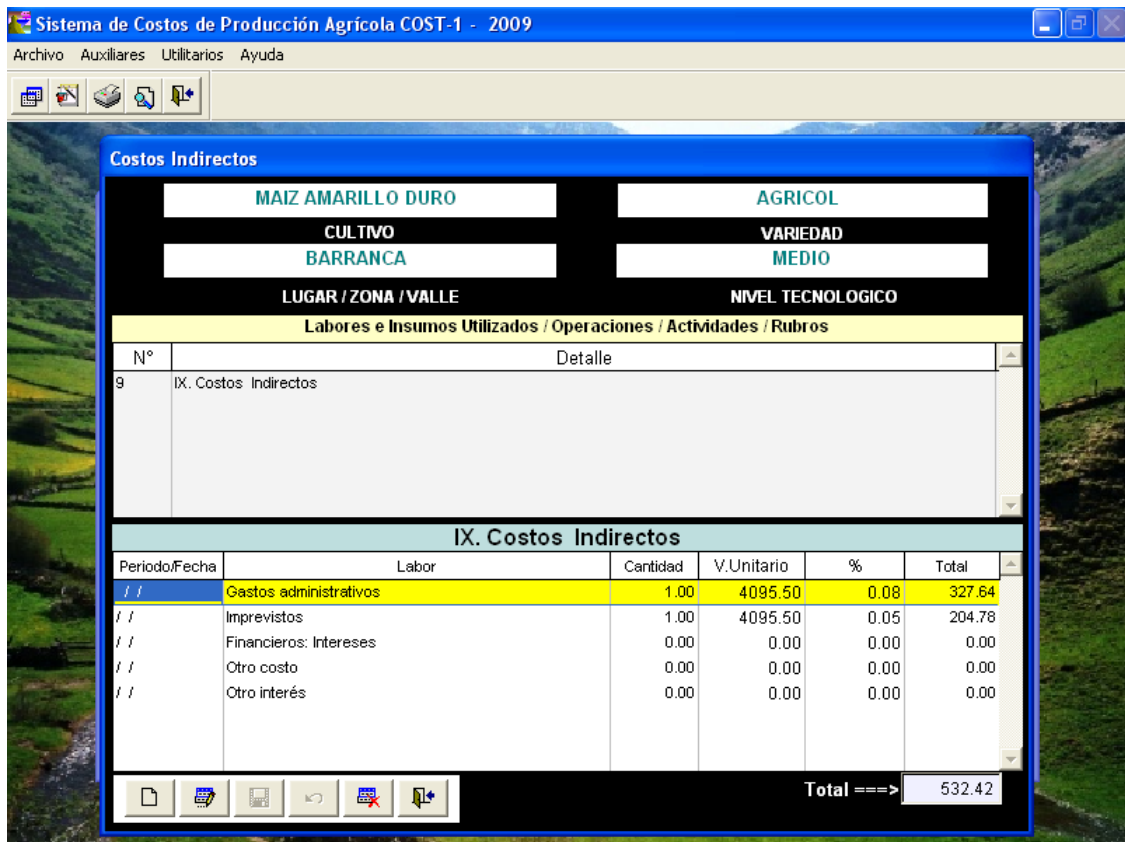 Sistema de Costos de Producción Agrícola COST-1 - 2009
Archivo Auxiliares Utilitarios Ayuda
Costos Indirectos
MAIZ AMARILLO DURO AGRICOL
CULTIVO VARIEDAD
BARRANCA MEDIO
LUGAR / ZONA / VALLE NIVEL TECNOLOGICO
Labores e Insumos Utilizados / Operaciones / Actividades / Rubros
N° Detalle
9 IX. Costos Indirectos
IX. Costos Indirectos
Periodo/Fecha Labor Cantidad V.Unitario % Total
/ / Gastos administrativos 1.00 4095.50 0.08 327.64
/ / Imprevistos 1.00 4095.50 0.05 204.78
/ / Financieros: Intereses 0.00 0.00 0.00 0.00
/ / Otro costo 0.00 0.00 0.00 0.00
/ / Otro interés 0.00 0.00 0.00 0.00
Total ===> 532.42